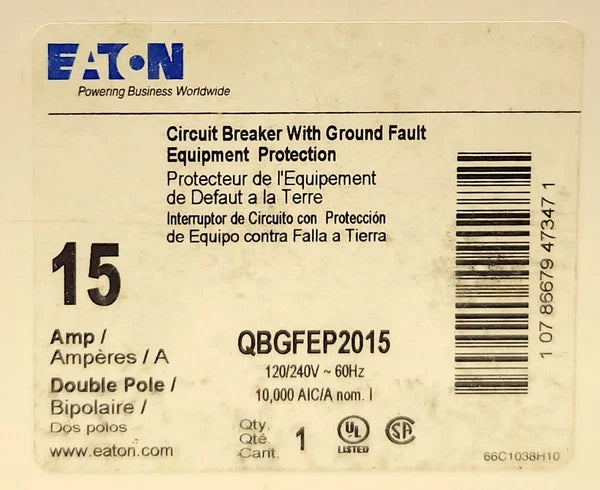 EATON
Powering Business Worldwide
Circuit Breaker With Ground Fault
Equipment Protection
Protecteur de l'Equipement
de Defaut a la Terre
Interruptor de Circuito con Protección
de Equipo contra Falla a Tierra
15
Amp /
Ampères / A
Double Pole /
Bipolaire /
Dos polos
www.eaton.com
QBGFEP2015
120/240V ~ 60Hz
10,000 AIC/A nom. I
Qty.
Qté.
Cant.
1
UL
LISTED
SA
1 07 86679 47347 1
66C1038H10